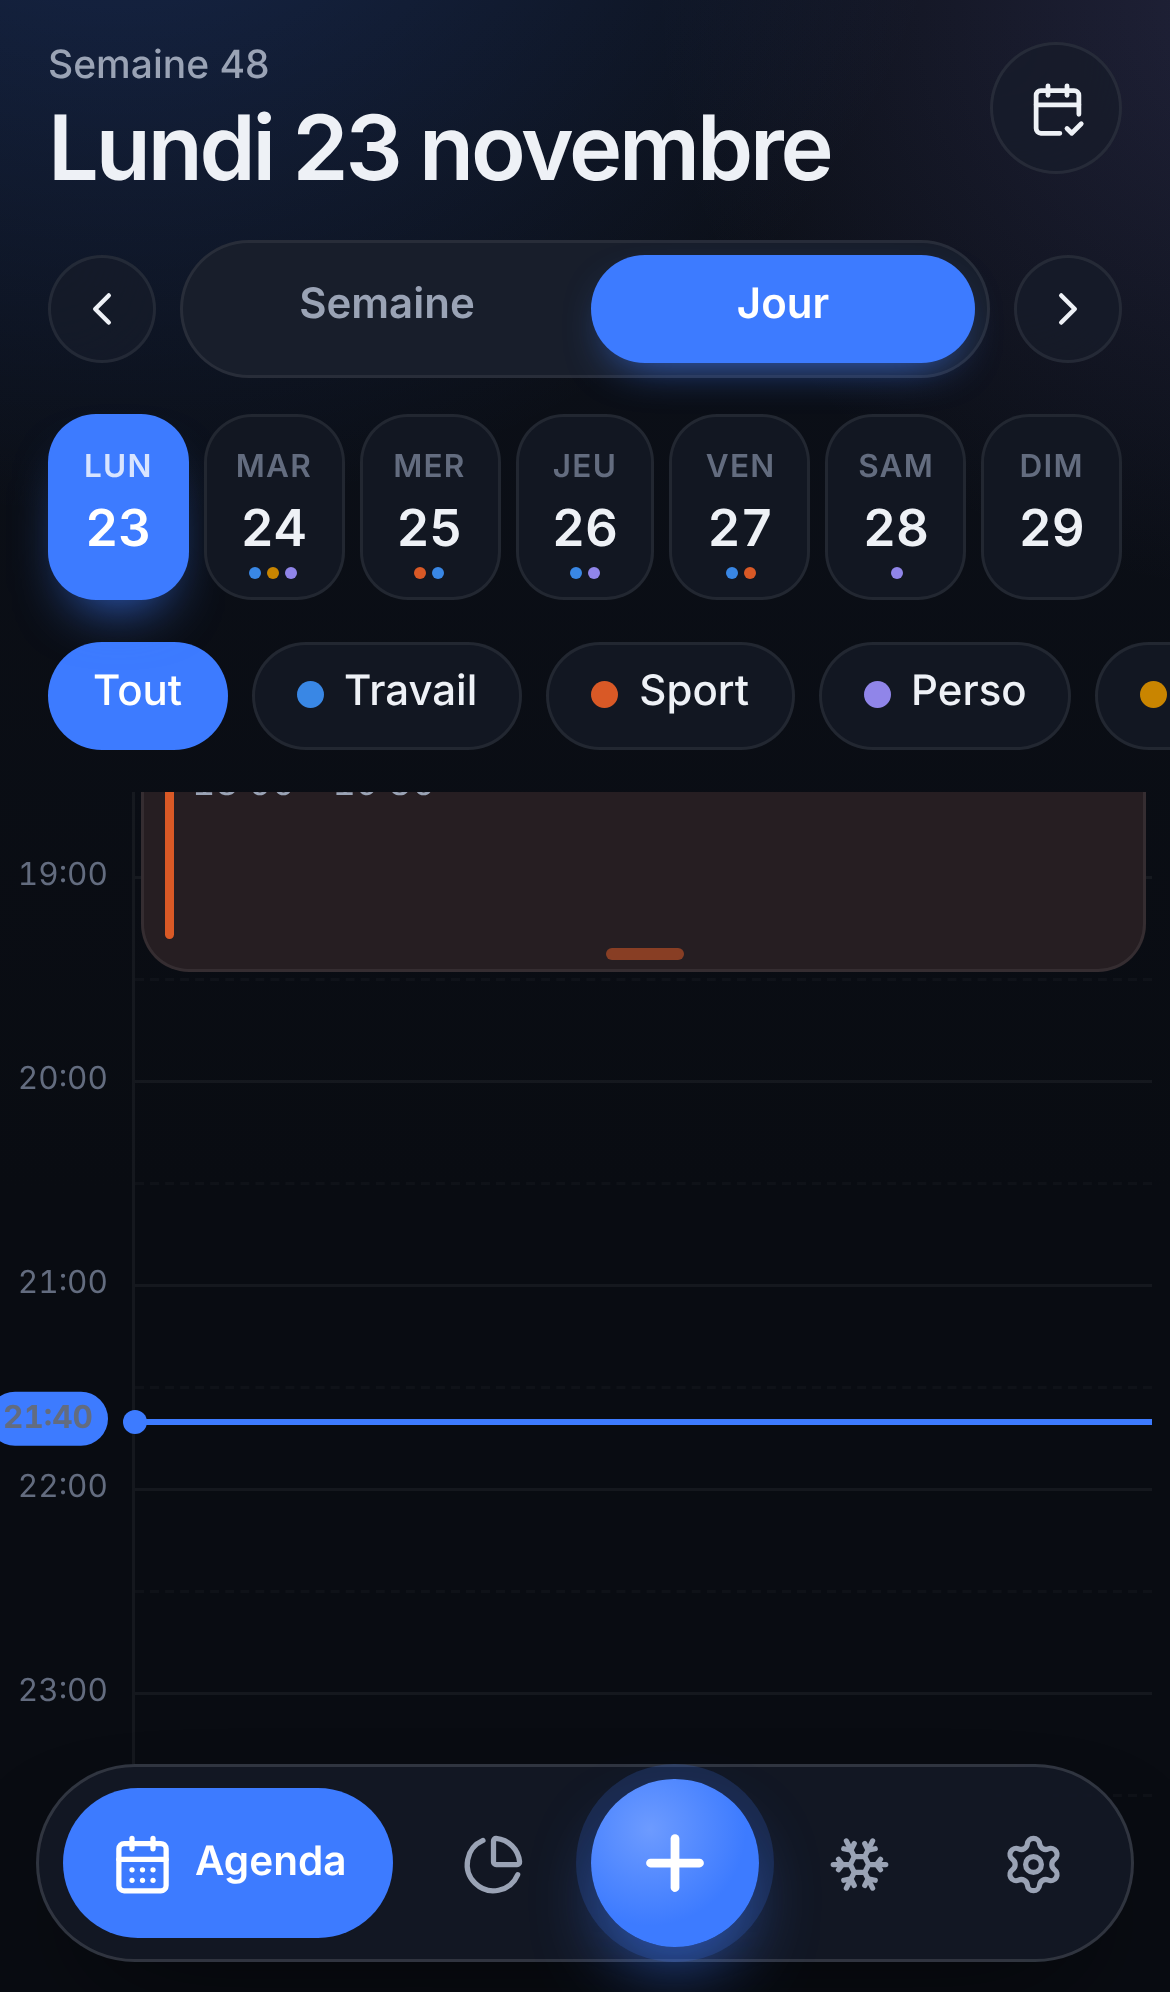 Semaine 48
Lundi 23 novembre
Semaine
Jour
LUN
MAR
MER
JEU
VEN
SAM
DIM
23
24
25
26
27
28
29
Tout
Travail
Sport
Perso
19:00
20:00
21:00
21:40
22:00
23:00
Agenda